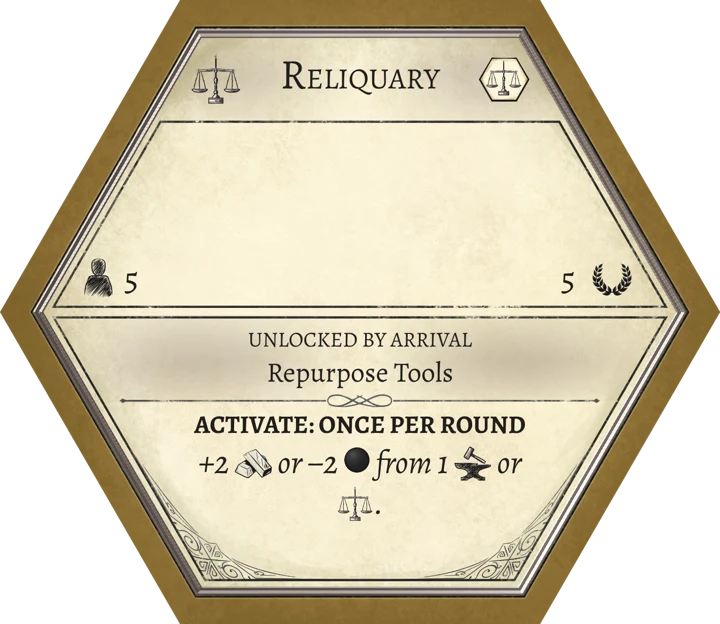 Reliquary
5
5
UNLOCKED BY ARRIVAL
Repurpose Tools
ACTIVATE: ONCE PER ROUND
+2 or –2 from 1 or
.